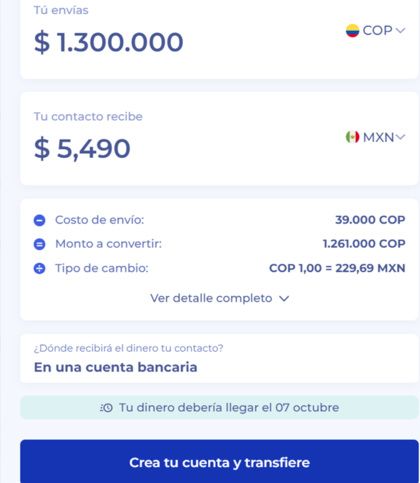 Tú envías
$ 1.300.000
COP
Tu contacto recibe
$ 5,490
MXN
Costo de envío:
39.000 COP
Monto a convertir:
1.261.000 COP
Tipo de cambio:
COP 1,00 = 229,69 MXN
Ver detalle completo
¿Dónde recibirá el dinero tu contacto?
En una cuenta bancaria
Tu dinero debería llegar el 07 octubre
Crea tu cuenta y transfiere